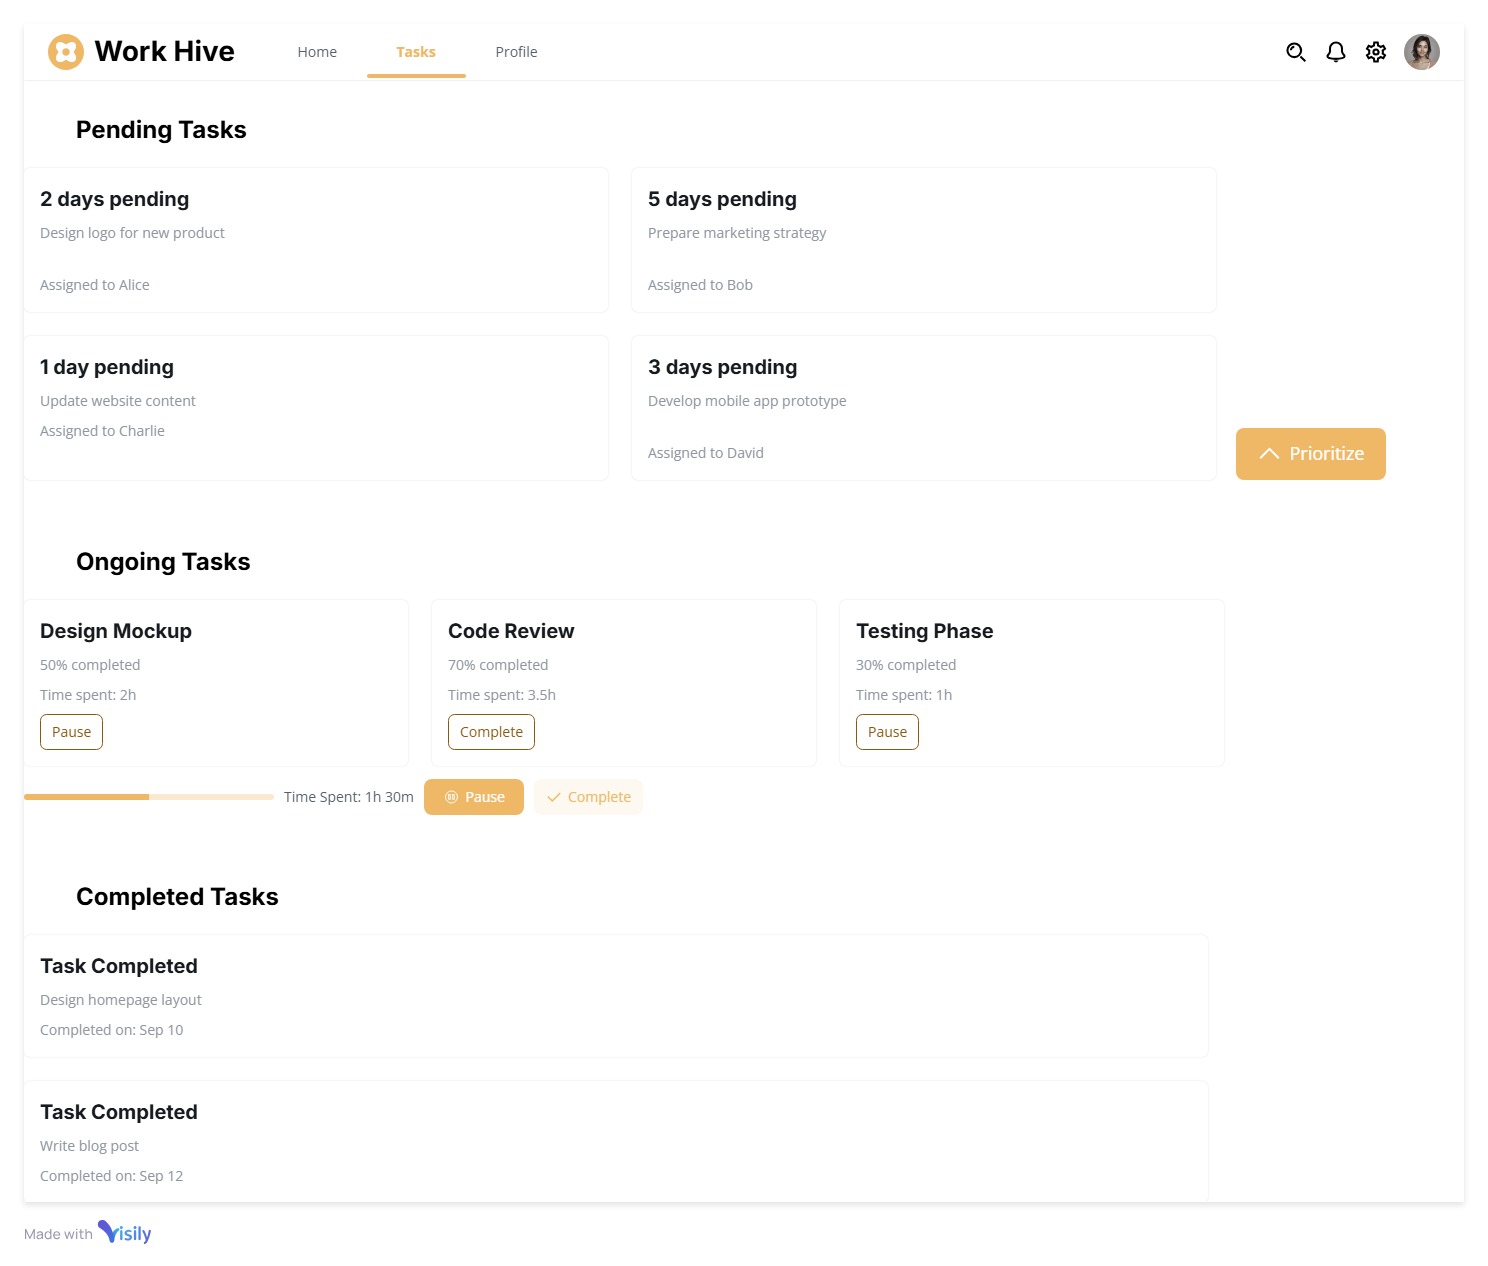 Work Hive
Home
Tasks
Profile
Pending Tasks
2 days pending
Design logo for new product
Assigned to Alice
5 days pending
Prepare marketing strategy
Assigned to Bob
1 day pending
Update website content
Assigned to Charlie
3 days pending
Develop mobile app prototype
Assigned to David
Prioritize
Ongoing Tasks
Design Mockup
50% completed
Time spent: 2h
Pause
Code Review
70% completed
Time spent: 3.5h
Complete
Testing Phase
30% completed
Time spent: 1h
Pause
Time Spent: 1h 30m
Pause
Complete
Completed Tasks
Task Completed
Design homepage layout
Completed on: Sep 10
Task Completed
Write blog post
Completed on: Sep 12
Made with Visily